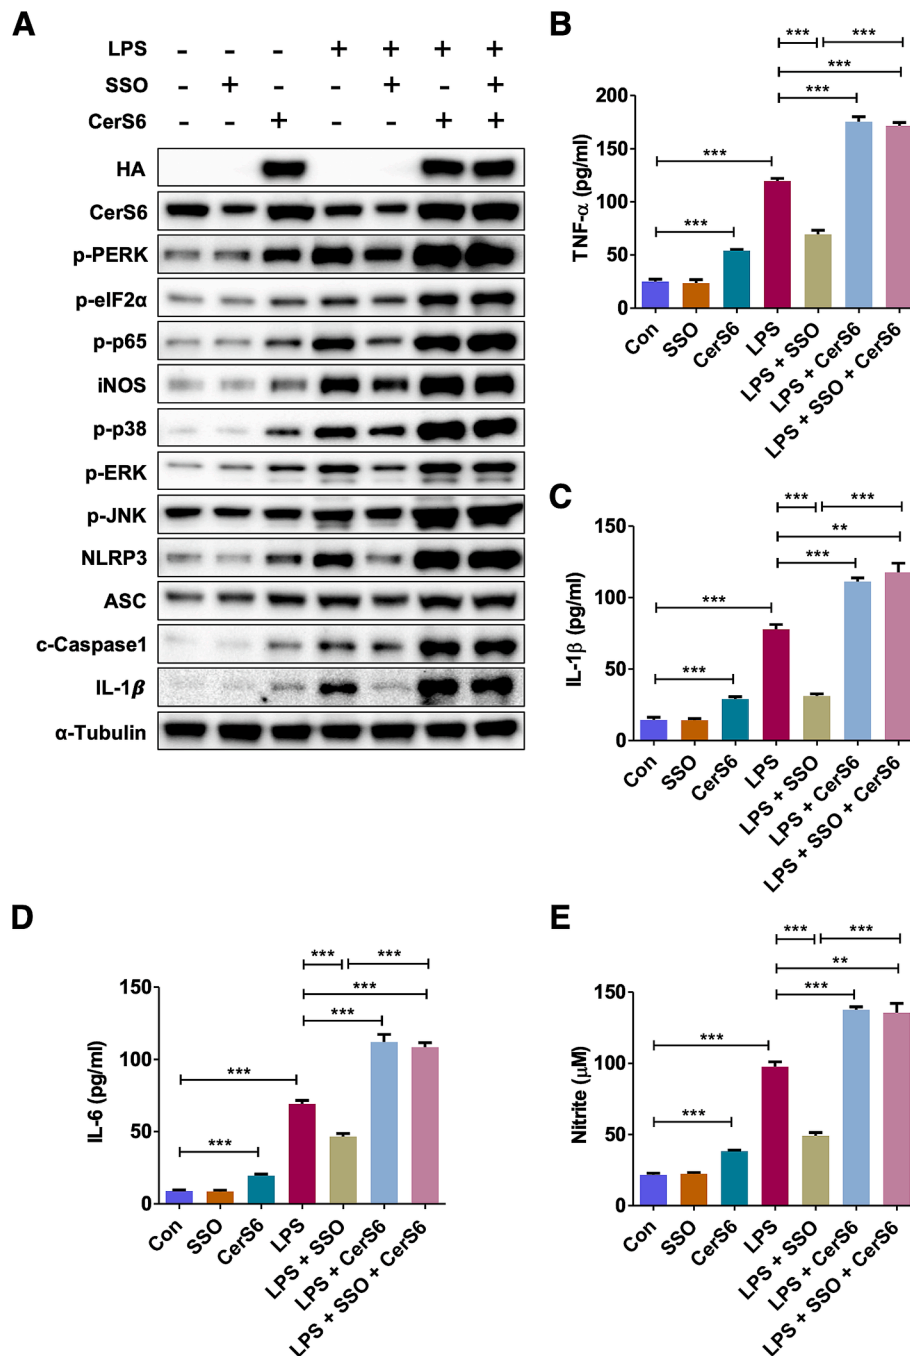 A
LPS - - - + + + +
SSO - + - - + - +
CerS6 - - + - - + +
HA
CerS6
p-PERK
p-eIF2α
p-p65
iNOS
p-p38
p-ERK
p-JNK
NLRP3
ASC
c-Caspase1
IL-1β
α-Tubulin
B
*** ***
***
***
***
***
TNF-α (pg/ml)
200
150
100
50
0
Con SSO CerS6 LPS LPS + SSO LPS + CerS6 LPS + SSO + CerS6
C
*** ***
**
***
***
***
IL-1β (pg/ml)
150
100
50
0
Con SSO CerS6 LPS LPS + SSO LPS + CerS6 LPS + SSO + CerS6
D
*** ***
***
***
***
***
IL-6 (pg/ml)
150
100
50
0
Con SSO CerS6 LPS LPS + SSO LPS + CerS6 LPS + SSO + CerS6
E
*** ***
**
***
***
***
Nitrite (μM)
150
100
50
0
Con SSO CerS6 LPS LPS + SSO LPS + CerS6 LPS + SSO + CerS6